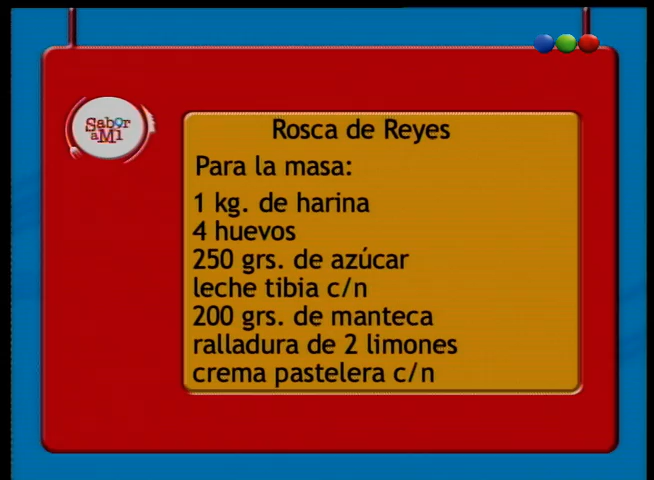 Sabor
a Mi
Rosca de Reyes
Para la masa:
1 kg. de harina
4 huevos
250 grs. de azúcar
leche tibia c/n
200 grs. de manteca
ralladura de 2 limones
crema pastelera c/n